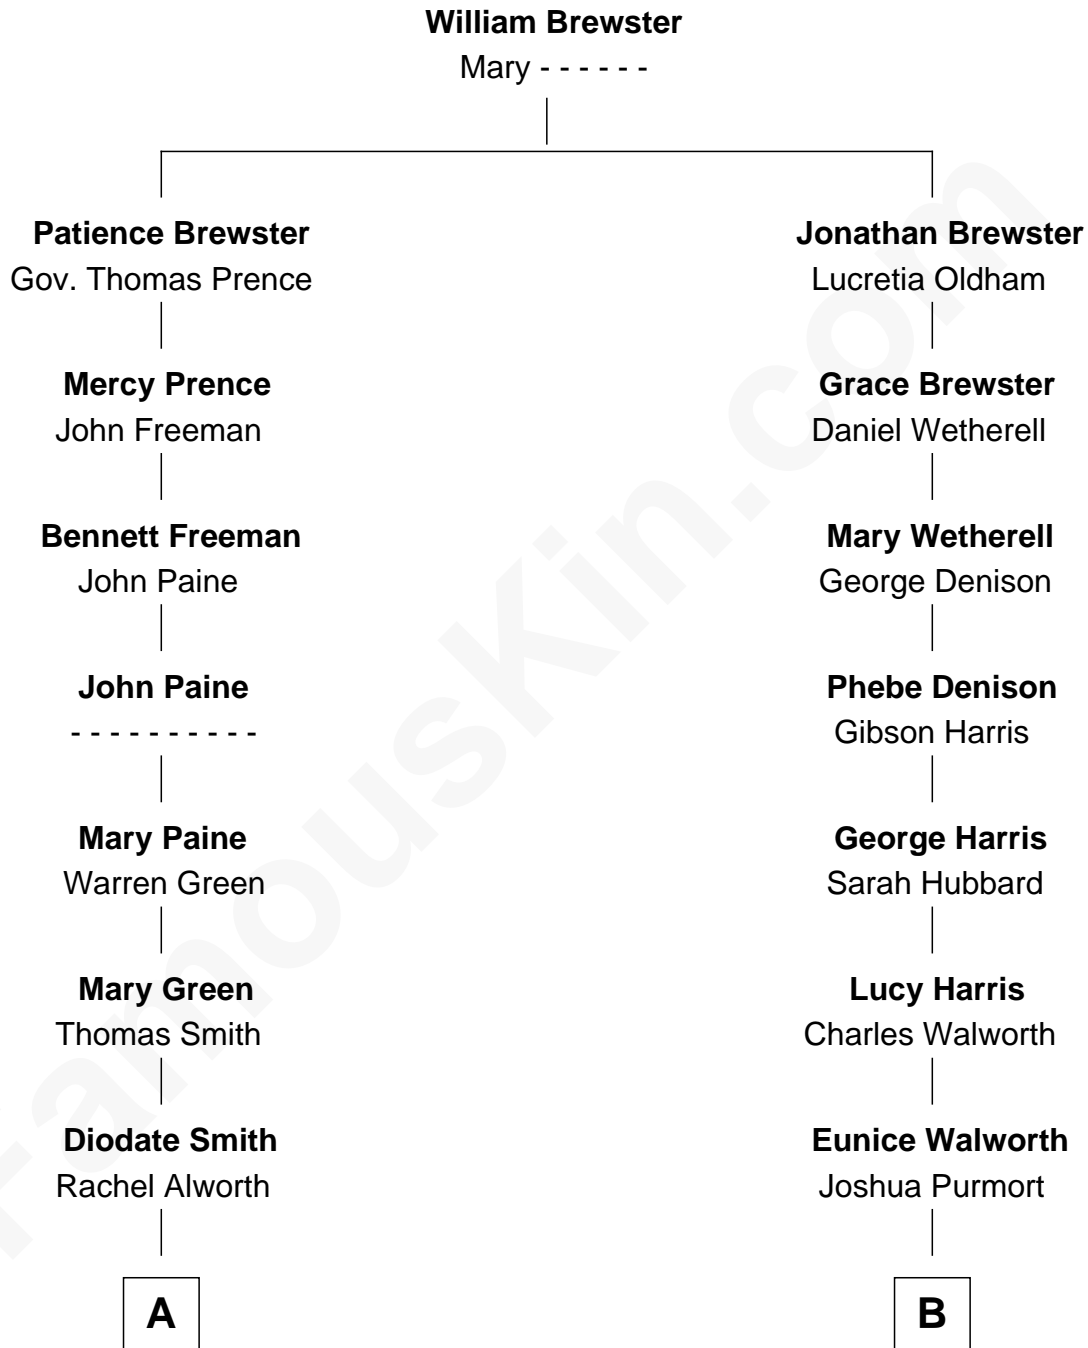 William Brewster
Mary - - - - - -
Patience Brewster
Gov. Thomas Prence
Jonathan Brewster
Lucretia Oldham
Mercy Prence
John Freeman
Grace Brewster
Daniel Wetherell
Bennett Freeman
John Paine
Mary Wetherell
George Denison
John Paine
- - - - - - - - - -
Phebe Denison
Gibson Harris
Mary Paine
Warren Green
George Harris
Sarah Hubbard
Mary Green
Thomas Smith
Lucy Harris
Charles Walworth
Diodate Smith
Rachel Alworth
Eunice Walworth
Joshua Purmort
A
B
FamousKin.com